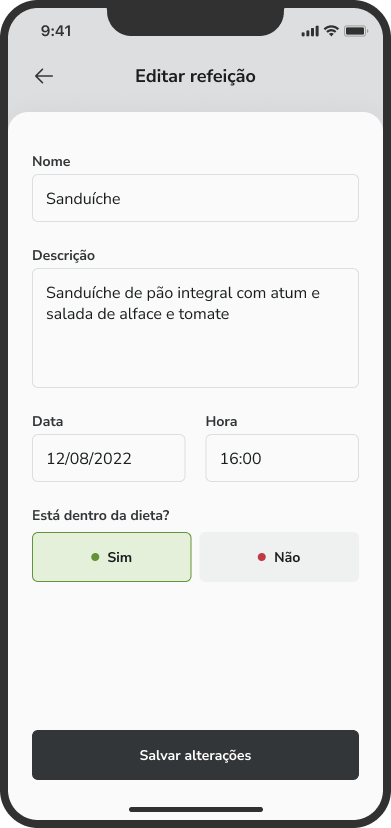 9:41
Editar refeição
Nome
Sanduíche
Descrição
Sanduíche de pão integral com atum e
salada de alface e tomate
Data
Hora
12/08/2022
16:00
Está dentro da dieta?
Sim
Não
Salvar alterações